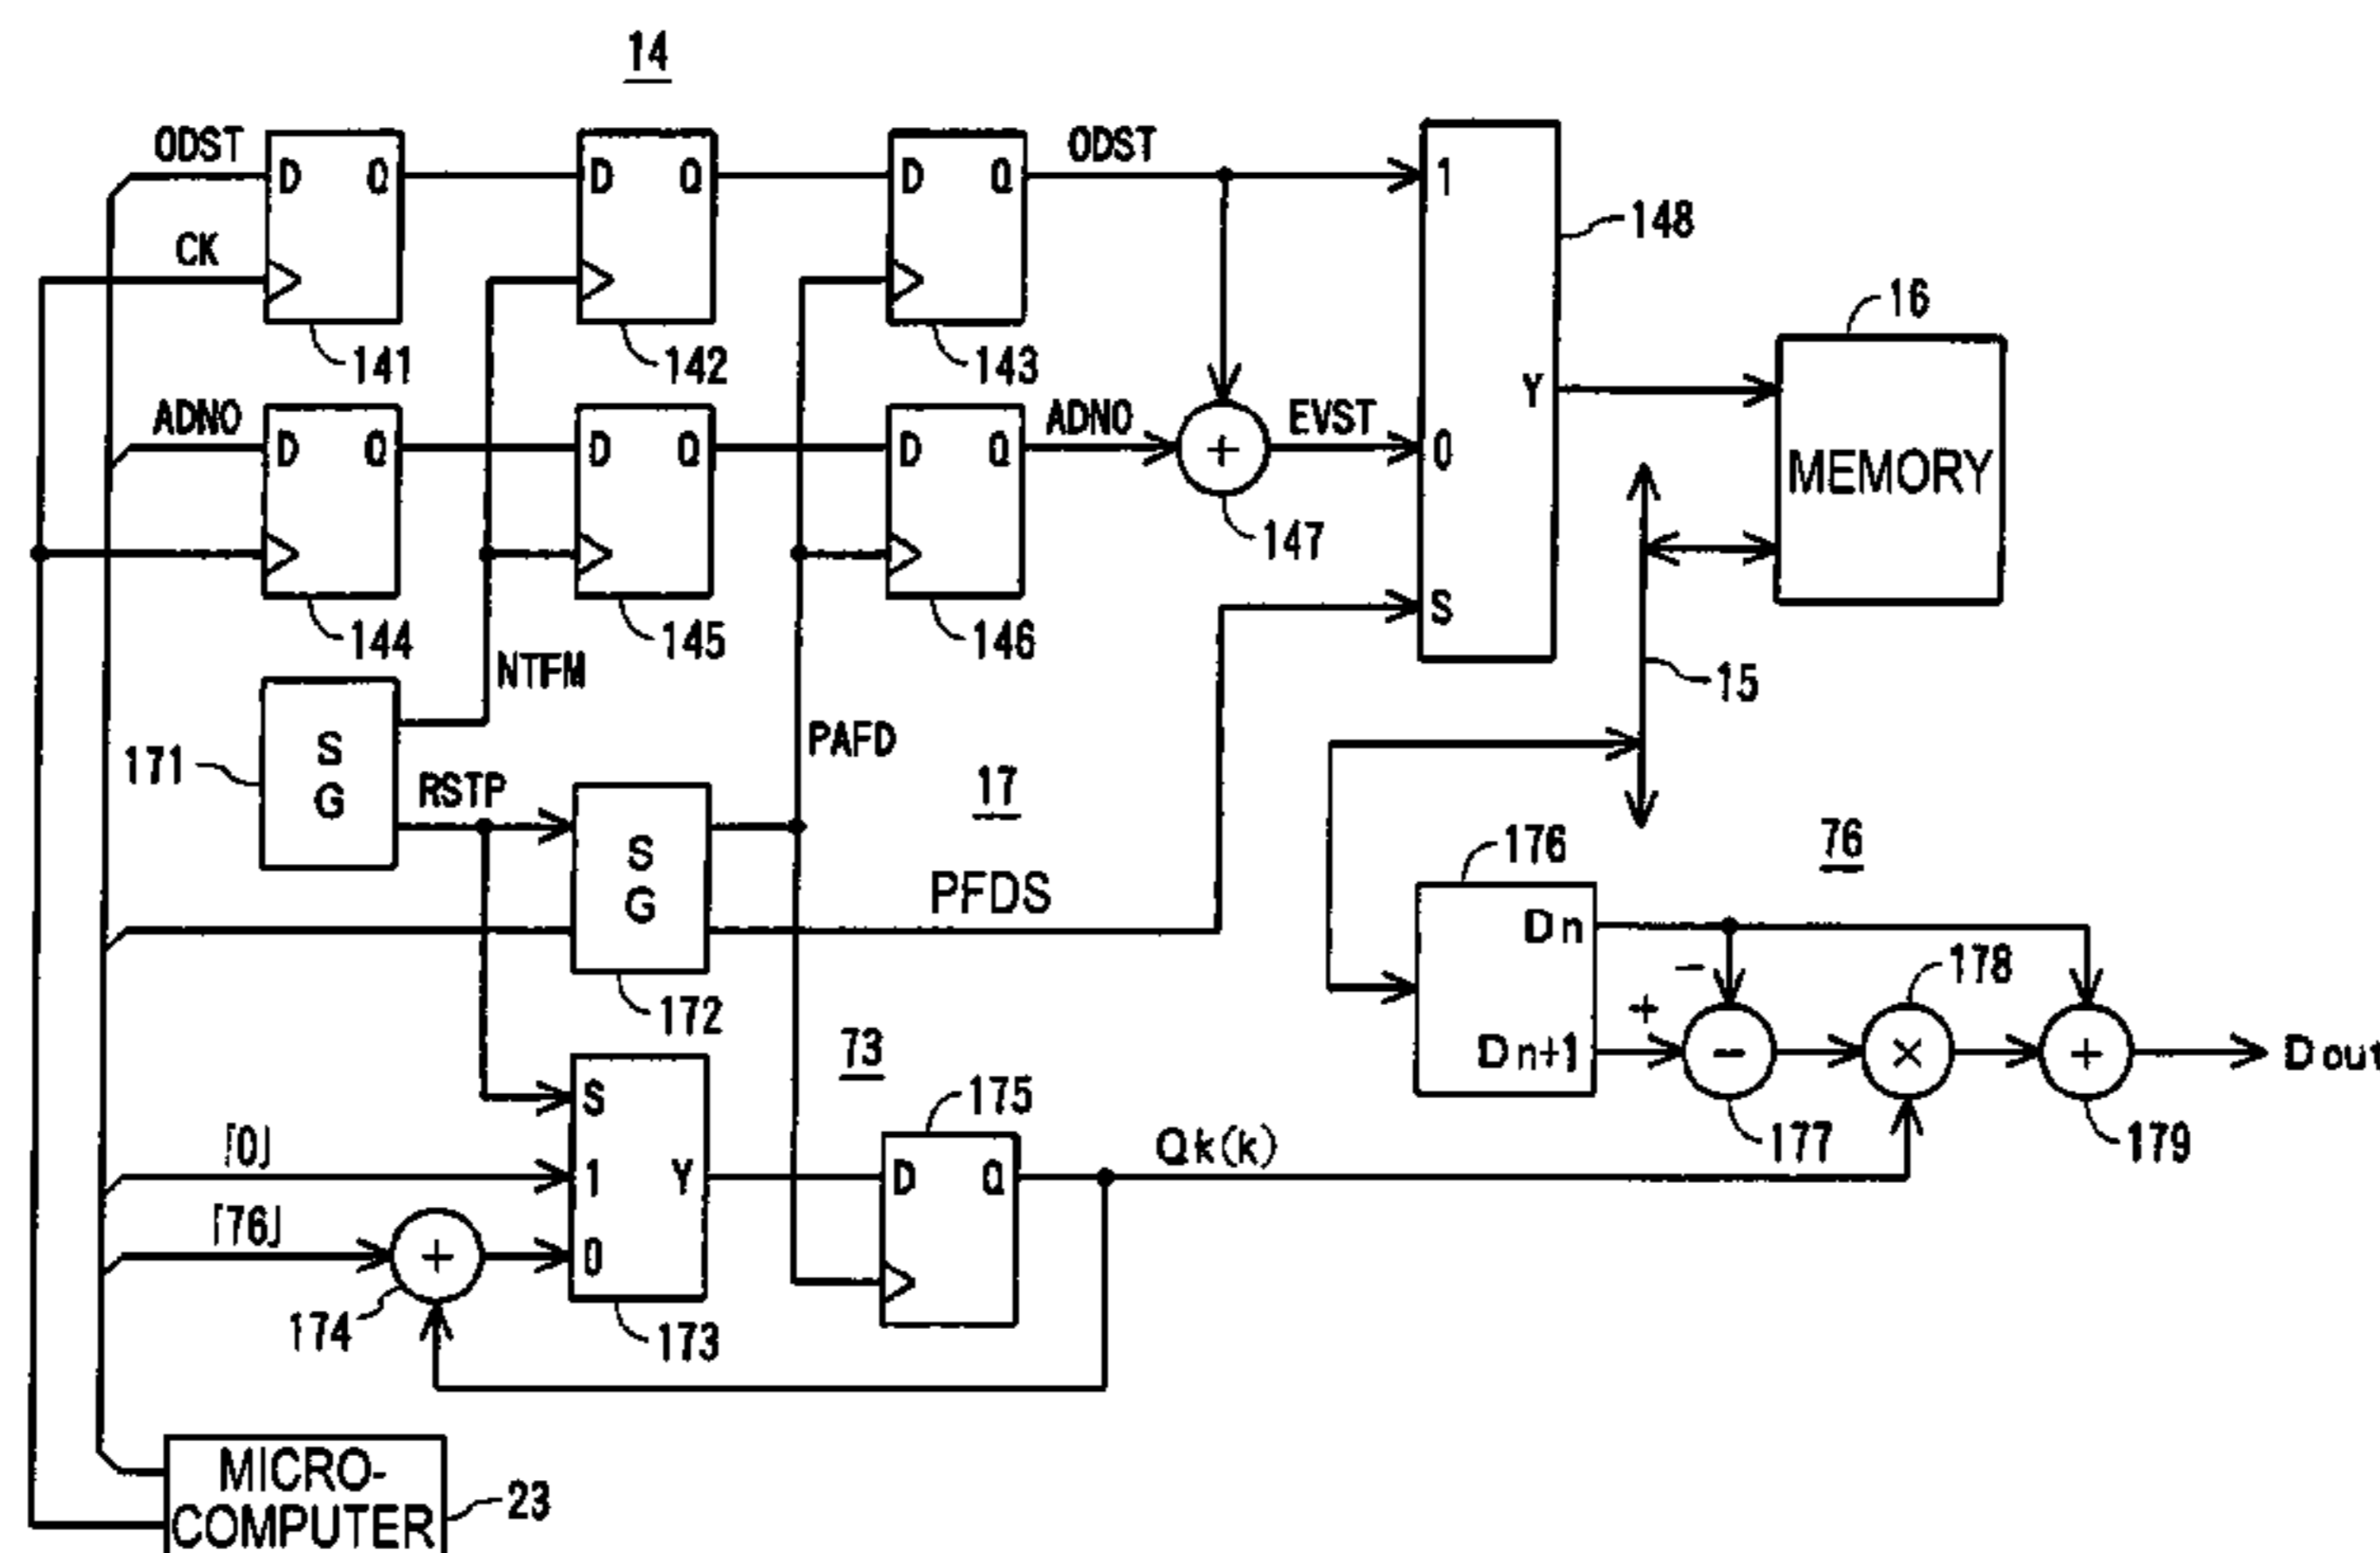 14
ODST D Q D Q D Q ODST 1
CK
148
16
141 142 143
Y
ADNO D Q D Q D Q ADNO + EVST 0
MEMORY
147
S
144 145 146
NTFM
15
171 S G
PAFD
RSTP
17
S G
PFDS
176
76
Dn
172
- 178
+
73
Dn+1 - × + Dout
S
175
177 179
「0」 1 Y D Q Qk(k)
「76」 + 0
174
173
MICRO-
COMPUTER
23